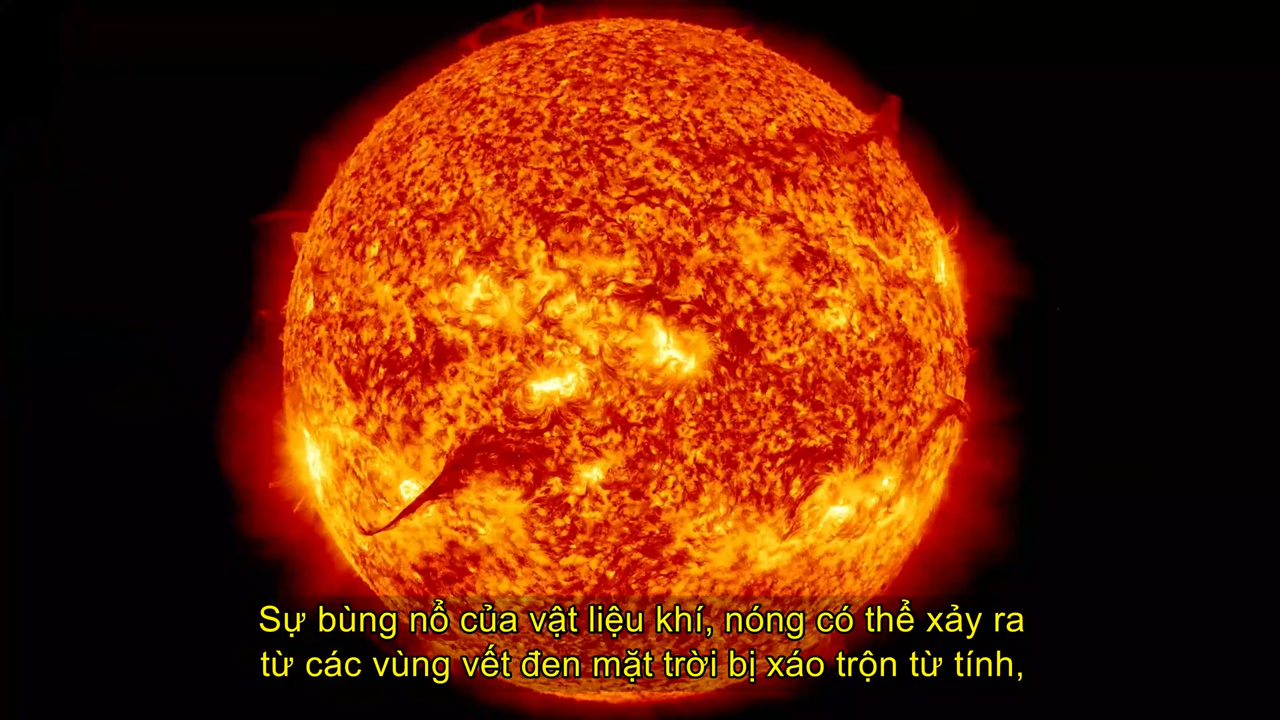 Sự bùng nổ của vật liệu khí, nóng có thể xảy ra
từ các vùng vết đen mặt trời bị xáo trộn từ tính,